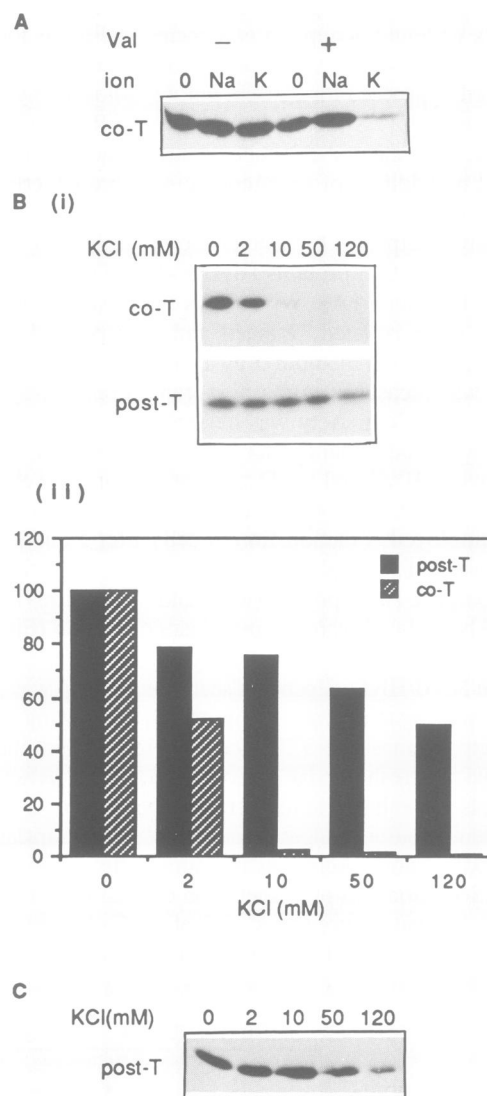 A
Val − +
ion 0 Na K 0 Na K
co-T
B (i)
KCl (mM) 0 2 10 50 120
co-T
post-T
(ii)
120
100
80
60
40
20
0
post-T
co-T
0 2 10 50 120
KCl (mM)
C
KCl(mM) 0 2 10 50 120
post-T